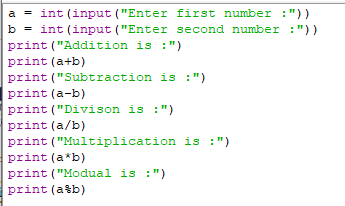 a = int(input("Enter first number :"))
b = int(input("Enter second number :"))
print("Addition is :")
print(a+b)
print("Subtraction is :")
print(a-b)
print("Divison is :")
print(a/b)
print("Multiplication is :")
print(a*b)
print("Modual is :")
print(a%b)